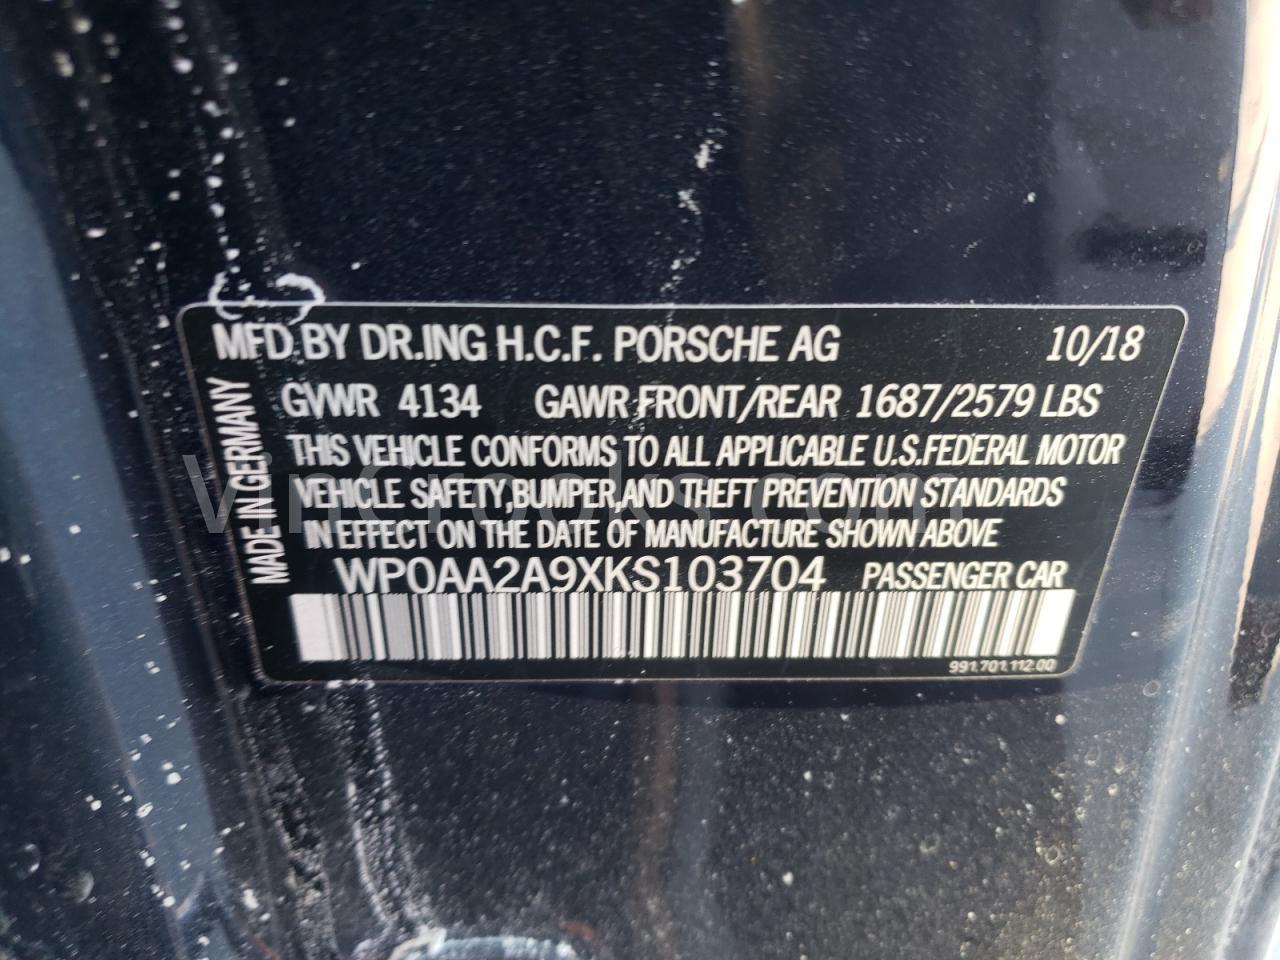 MFD.BY DR.ING H.C.F. PORSCHE AG 10/18
GVWR 4134 GAWR FRONT/REAR 1687/2579 LBS
THIS VEHICLE CONFORMS TO ALL APPLICABLE U.S.FEDERAL MOTOR
VEHICLE SAFETY,BUMPER,AND THEFT PREVENTION STANDARDS
IN EFFECT ON THE DATE OF MANUFACTURE SHOWN ABOVE
WP0AA2A9XKS103704 PASSENGER CAR
991.701.112.00
MADE IN GERMANY
VinCrooks.com